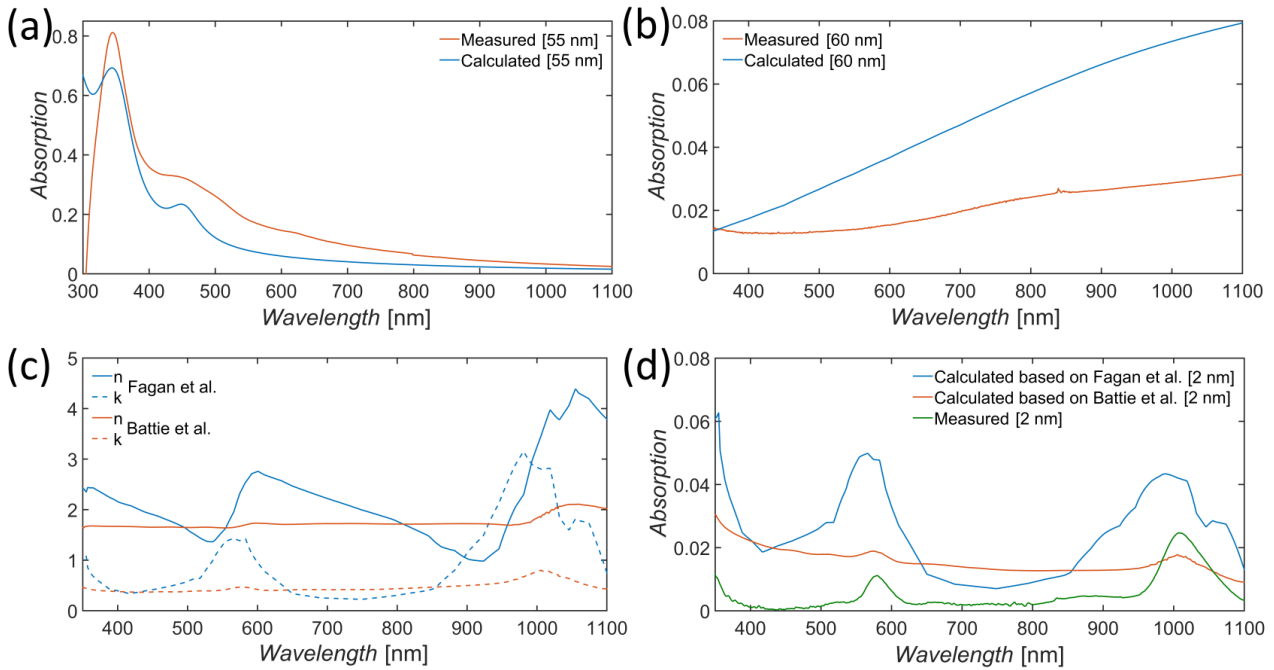 (a)
Absorption
0.8
0.6
0.4
0.2
0
Measured [55 nm]
Calculated [55 nm]
300 400 500 600 700 800 900 1000 1100
Wavelength [nm]
(b)
Absorption
0.08
0.06
0.04
0.02
0
Measured [60 nm]
Calculated [60 nm]
400 500 600 700 800 900 1000 1100
Wavelength [nm]
(c)
5
4
3
2
1
0
n
k
Fagan et al.
n
k
Battie et al.
400 500 600 700 800 900 1000 1100
Wavelength [nm]
(d)
Absorption
0.08
0.06
0.04
0.02
0
Calculated based on Fagan et al. [2 nm]
Calculated based on Battie et al. [2 nm]
Measured [2 nm]
400 500 600 700 800 900 1000 1100
Wavelength [nm]